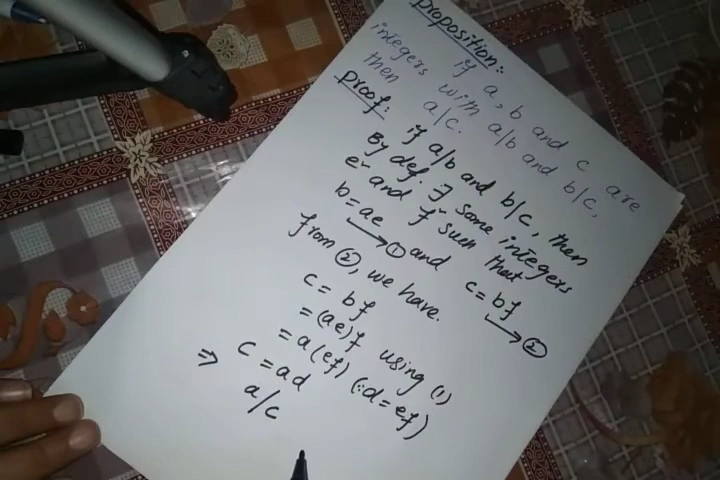 Proposition:
if a, b and c are
integers with a/b and b/c,
then a/c.
Proof:
if a/b and b/c, then
By def. ∃ some integers
"e" and "f" such that
b = ae → ① and c = bf → ②
from ②, we have.
c = bf
= (ae)f using (1)
= a(ef) (∵d=ef)
⇒ c = ad
a/c